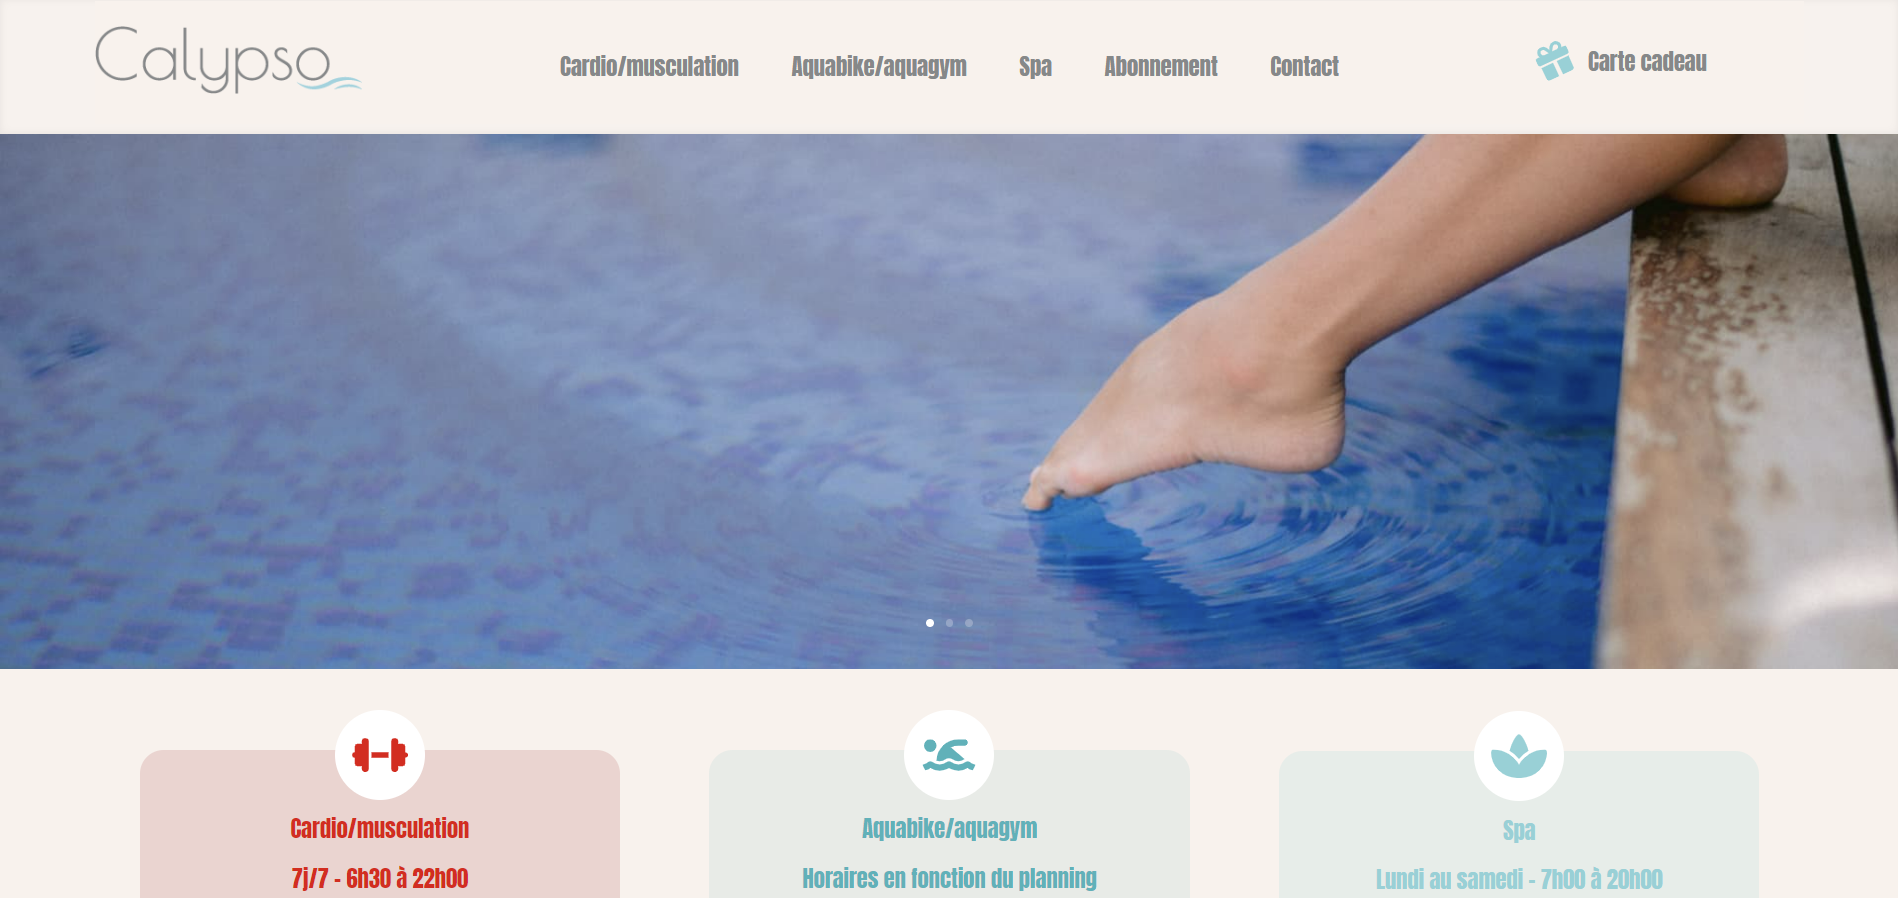 Calypso
Cardio/musculation
Aquabike/aquagym
Spa
Abonnement
Contact
Carte cadeau
Cardio/musculation
7j/7 - 6h30 à 22h00
Aquabike/aquagym
Horaires en fonction du planning
Spa
Lundi au samedi - 7h00 à 20h00